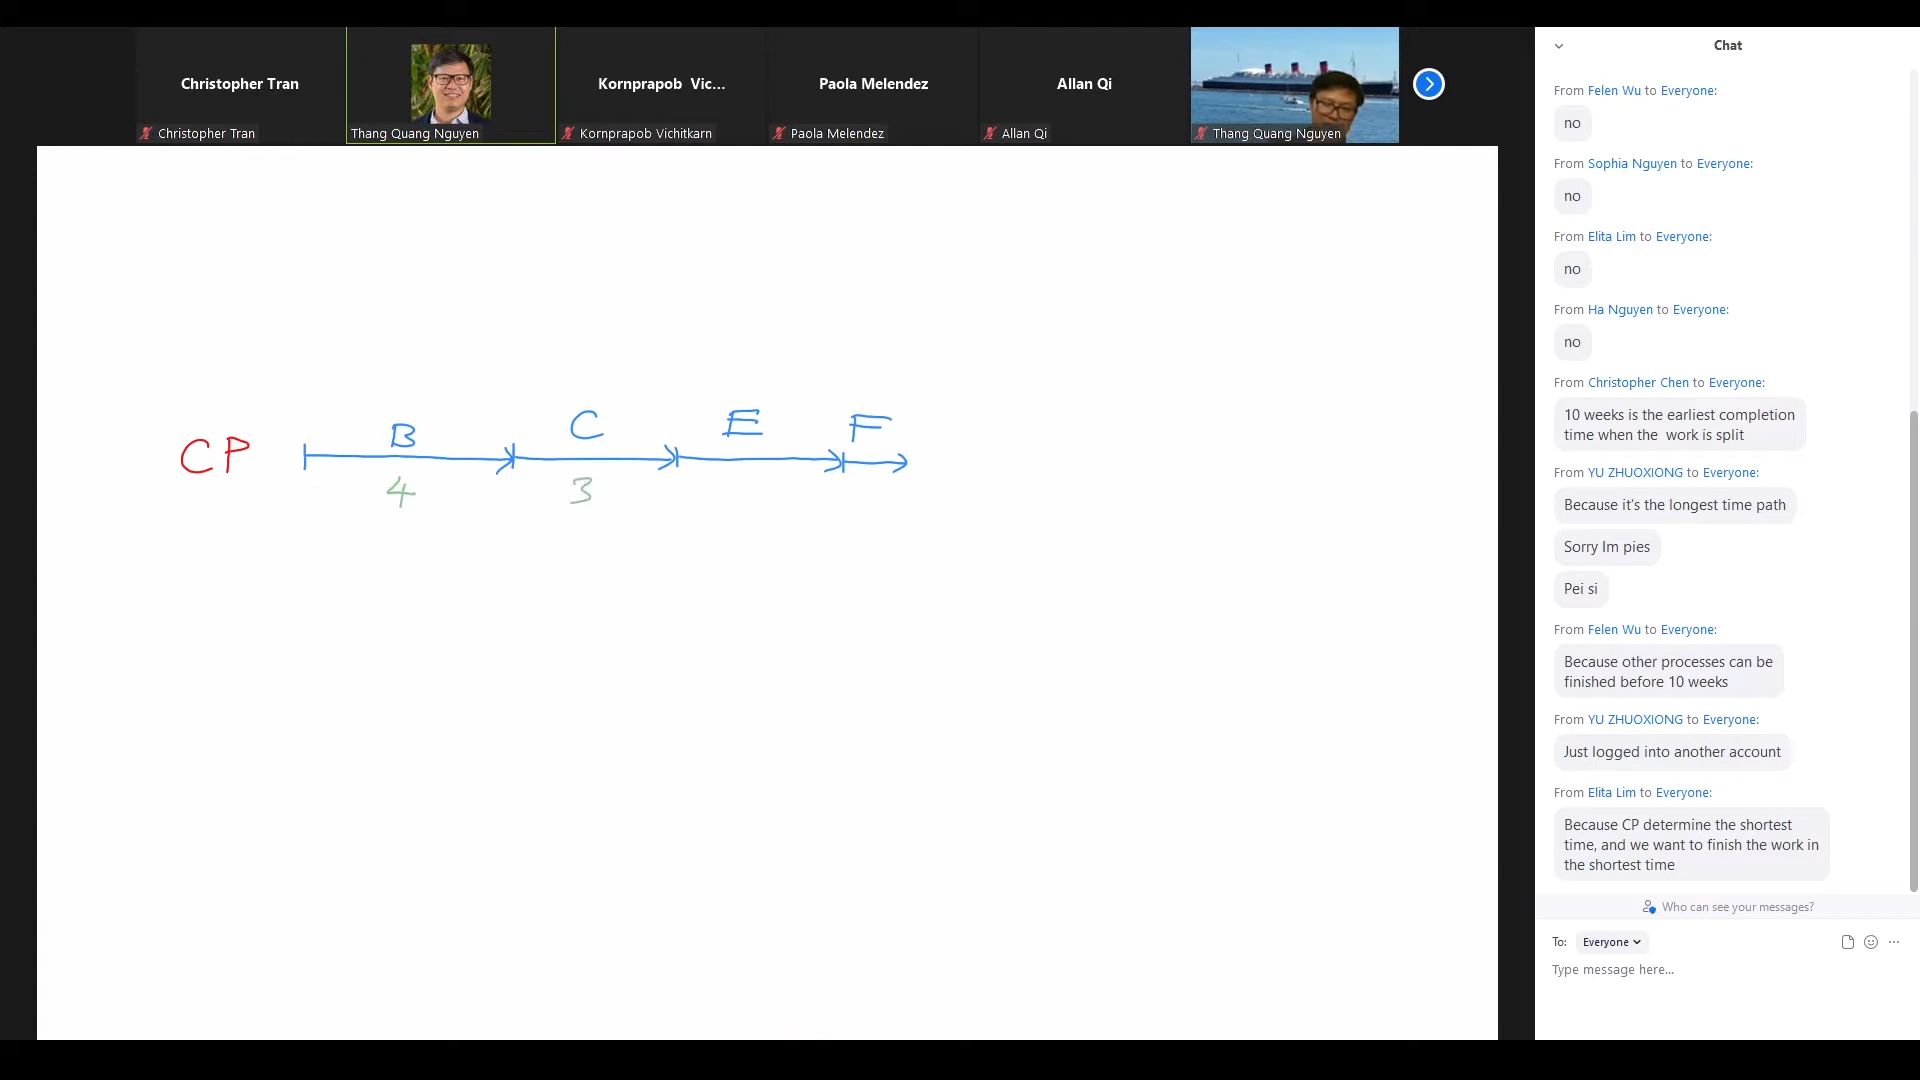 Christopher Tran
Kornprapob Vic...
Paola Melendez
Allan Qi
Christopher Tran
Thang Quang Nguyen
Kornprapob Vichitkarn
Paola Melendez
Allan Qi
Thang Quang Nguyen
CP
B
C
E
F
4
3
Chat
From Felen Wu to Everyone:
no
From Sophia Nguyen to Everyone:
no
From Elita Lim to Everyone:
no
From Ha Nguyen to Everyone:
no
From Christopher Chen to Everyone:
10 weeks is the earliest completion
time when the work is split
From YU ZHUOXIONG to Everyone:
Because it's the longest time path
Sorry Im pies
Pei si
From Felen Wu to Everyone:
Because other processes can be
finished before 10 weeks
From YU ZHUOXIONG to Everyone:
Just logged into another account
From Elita Lim to Everyone:
Because CP determine the shortest
time, and we want to finish the work in
the shortest time
Who can see your messages?
To: Everyone
Type message here...